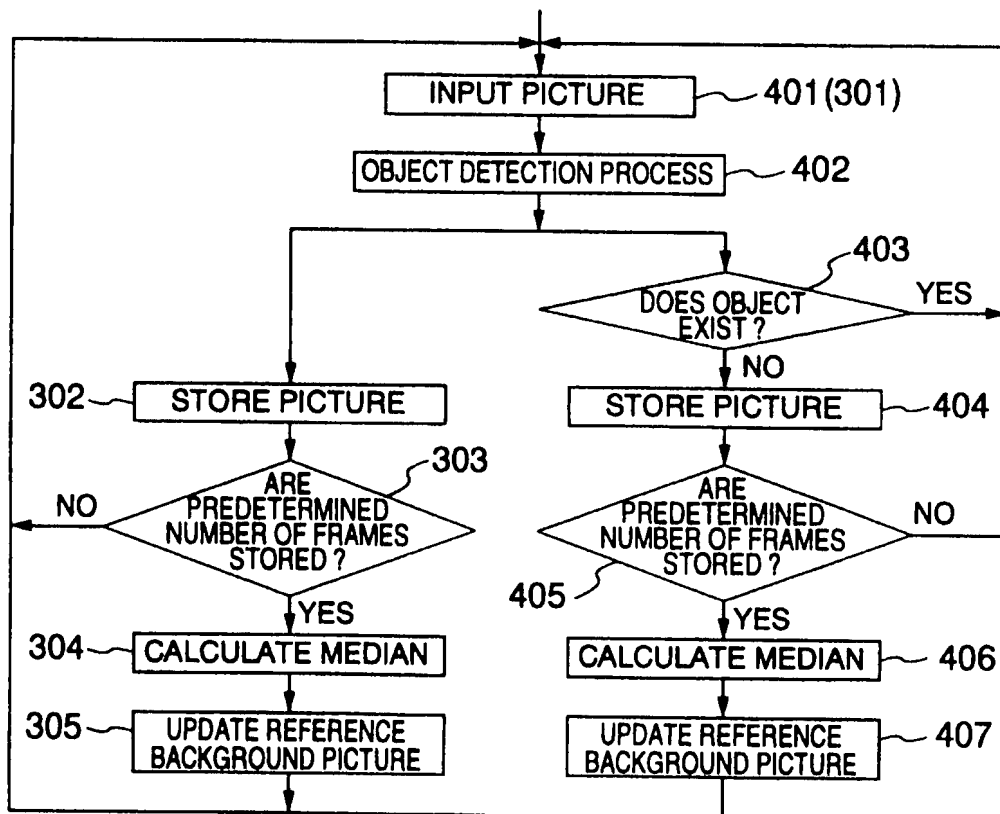 INPUT PICTURE
401(301)
OBJECT DETECTION PROCESS
402
403
DOES OBJECT
EXIST ?
YES
NO
302
STORE PICTURE
STORE PICTURE
404
303
ARE
PREDETERMINED
NUMBER OF FRAMES
STORED ?
NO
YES
ARE
PREDETERMINED
NUMBER OF FRAMES
STORED ?
NO
405
YES
304
CALCULATE MEDIAN
CALCULATE MEDIAN
406
305
UPDATE REFERENCE
BACKGROUND PICTURE
UPDATE REFERENCE
BACKGROUND PICTURE
407